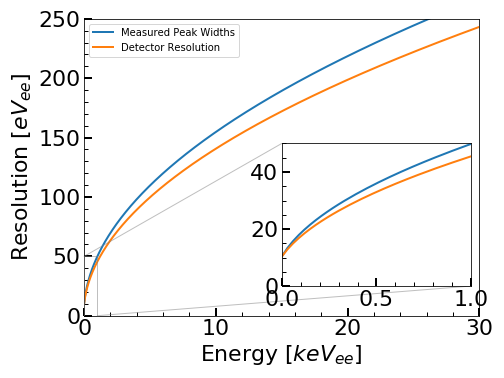 250
200
150
100
50
0
Resolution [eV_ee]
Measured Peak Widths
Detector Resolution
40
20
0
0.0 0.5 1.0
0 10 20 30
Energy [keV_ee]